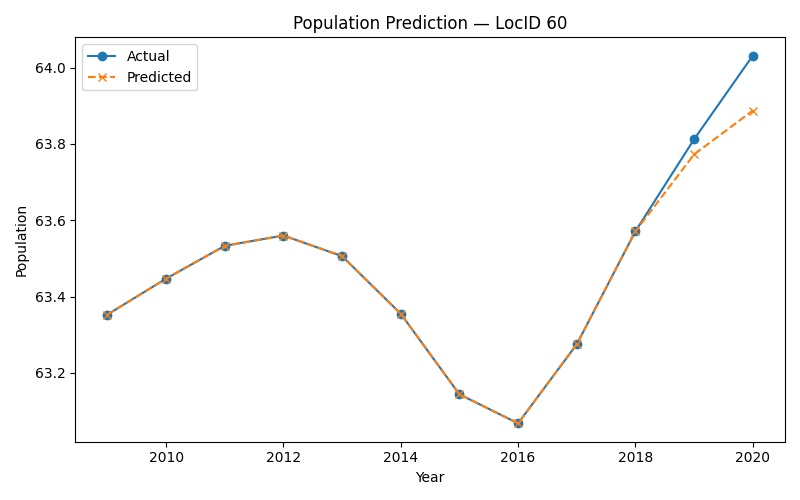 Population Prediction — LocID 60
Actual
Predicted
Population
64.0
63.8
63.6
63.4
63.2
2010 2012 2014 2016 2018 2020
Year